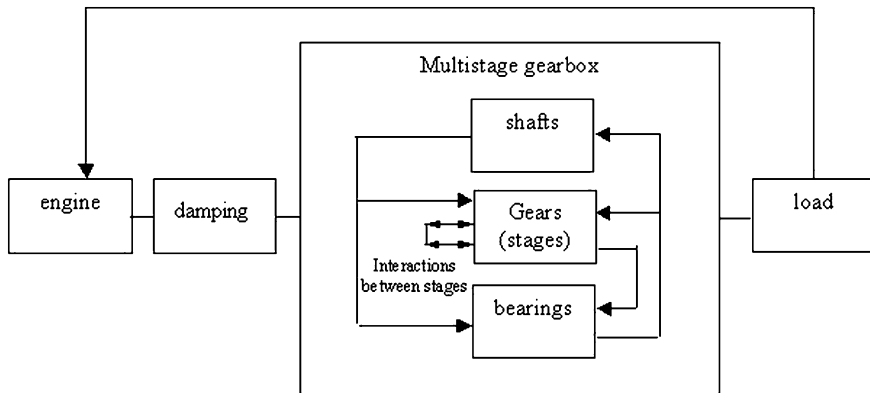 Multistage gearbox
shafts
engine
damping
Gears
(stages)
load
Interactions
between stages
bearings